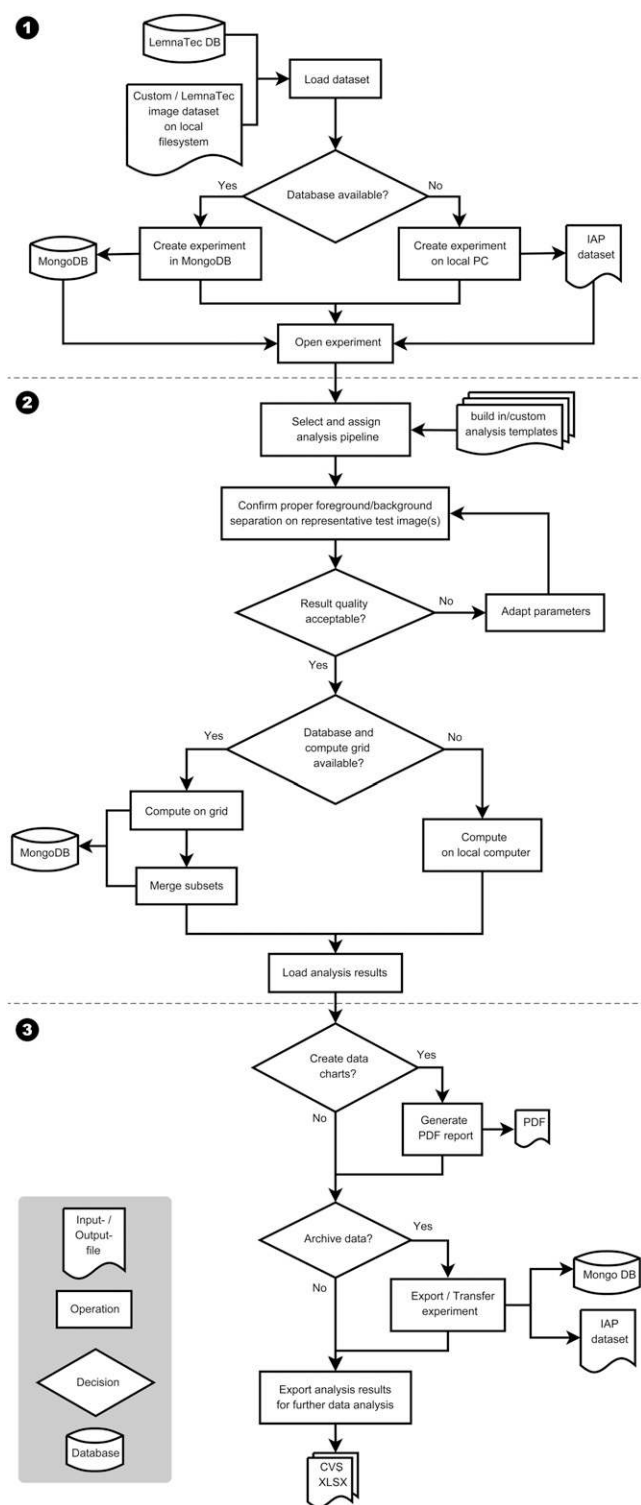 1
LemnaTec DB
Load dataset
Custom / LemnaTec
image dataset
on local
filesystem
Yes
Database available?
No
MongoDB
Create experiment
in MongoDB
Create experiment
on local PC
IAP
dataset
Open experiment
2
Select and assign
analysis pipeline
build in/custom
analysis templates
Confirm proper foreground/background
separation on representative test image(s)
Result quality
acceptable?
No
Adapt parameters
Yes
Yes
Database and
compute grid
available?
No
Compute on grid
MongoDB
Merge subsets
Compute
on local computer
Load analysis results
3
Create data
charts?
Yes
No
Generate
PDF report
PDF
Archive data?
Yes
No
Export / Transfer
experiment
Mongo DB
IAP
dataset
Export analysis results
for further data analysis
CVS
XLSX
Input- /
Output-
file
Operation
Decision
Database